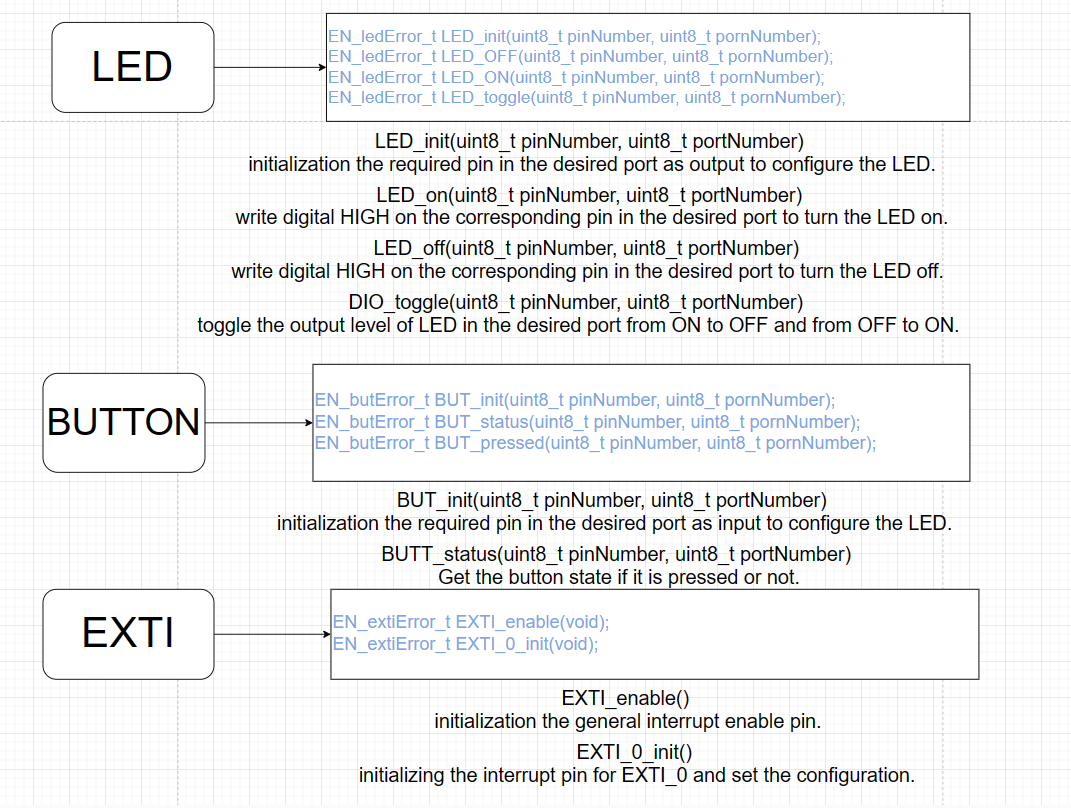 LED
EN_ledError_t LED_init(uint8_t pinNumber, uint8_t pornNumber);
EN_ledError_t LED_OFF(uint8_t pinNumber, uint8_t pornNumber);
EN_ledError_t LED_ON(uint8_t pinNumber, uint8_t pornNumber);
EN_ledError_t LED_toggle(uint8_t pinNumber, uint8_t pornNumber);
LED_init(uint8_t pinNumber, uint8_t portNumber)
initialization the required pin in the desired port as output to configure the LED.
LED_on(uint8_t pinNumber, uint8_t portNumber)
write digital HIGH on the corresponding pin in the desired port to turn the LED on.
LED_off(uint8_t pinNumber, uint8_t portNumber)
write digital HIGH on the corresponding pin in the desired port to turn the LED off.
DIO_toggle(uint8_t pinNumber, uint8_t portNumber)
toggle the output level of LED in the desired port from ON to OFF and from OFF to ON.
BUTTON
EN_butError_t BUT_init(uint8_t pinNumber, uint8_t pornNumber);
EN_butError_t BUT_status(uint8_t pinNumber, uint8_t pornNumber);
EN_butError_t BUT_pressed(uint8_t pinNumber, uint8_t pornNumber);
BUT_init(uint8_t pinNumber, uint8_t portNumber)
initialization the required pin in the desired port as input to configure the LED.
BUTT_status(uint8_t pinNumber, uint8_t portNumber)
Get the button state if it is pressed or not.
EXTI
EN_extiError_t EXTI_enable(void);
EN_extiError_t EXTI_0_init(void);
EXTI_enable()
initialization the general interrupt enable pin.
EXTI_0_init()
initializing the interrupt pin for EXTI_0 and set the configuration.